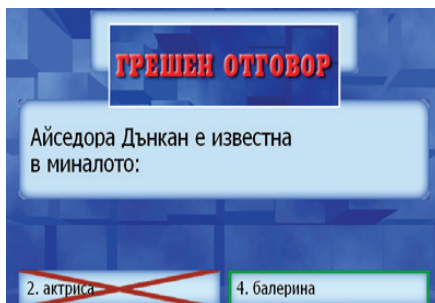 ГРЕШЕН ОТГОВОР
Айседора Дънкан е известна
в миналото:
2. актриса
4. балерина